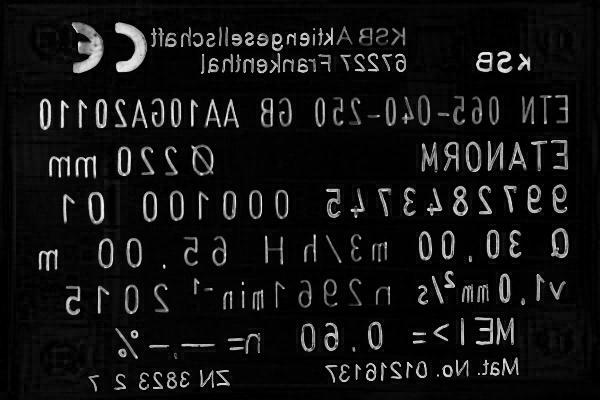 KSB KSB Aktiengesellschaft CE
67227 Frankenthal
ETN 065-040-250 GB AA10GA20110
ETANORM Ø220 mm
9972843745 000100 01
Q 30.00 m3/h H 65.00 m
v1.0mm²/s n2961min⁻¹ 2015
MEI>= 0.60 η= --.-%
Mat. No. 01216137 ZN 3823 2 7